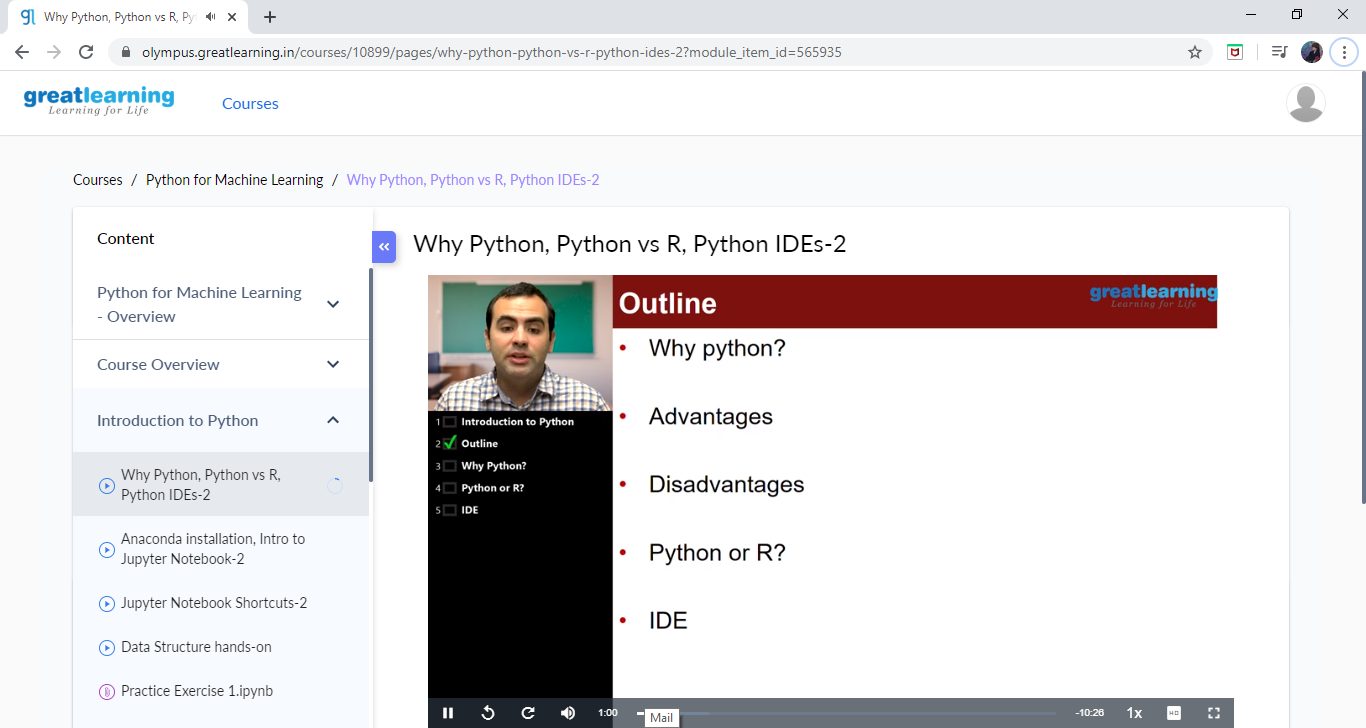 Why Python, Python vs R, Py
olympus.greatlearning.in/courses/10899/pages/why-python-python-vs-r-python-ides-2?module_item_id=565935
greatlearning
Learning for Life
Courses
Courses / Python for Machine Learning / Why Python, Python vs R, Python IDEs-2
Content
Python for Machine Learning
- Overview
Course Overview
Introduction to Python
Why Python, Python vs R,
Python IDEs-2
Anaconda installation, Intro to
Jupyter Notebook-2
Jupyter Notebook Shortcuts-2
Data Structure hands-on
Practice Exercise 1.ipynb
Why Python, Python vs R, Python IDEs-2
Outline
greatlearning
Learning for Life
1 Introduction to Python
2 Outline
3 Why Python?
4 Python or R?
5 IDE
• Why python?
• Advantages
• Disadvantages
• Python or R?
• IDE
1:00
-10:26
1x
HD
Mail